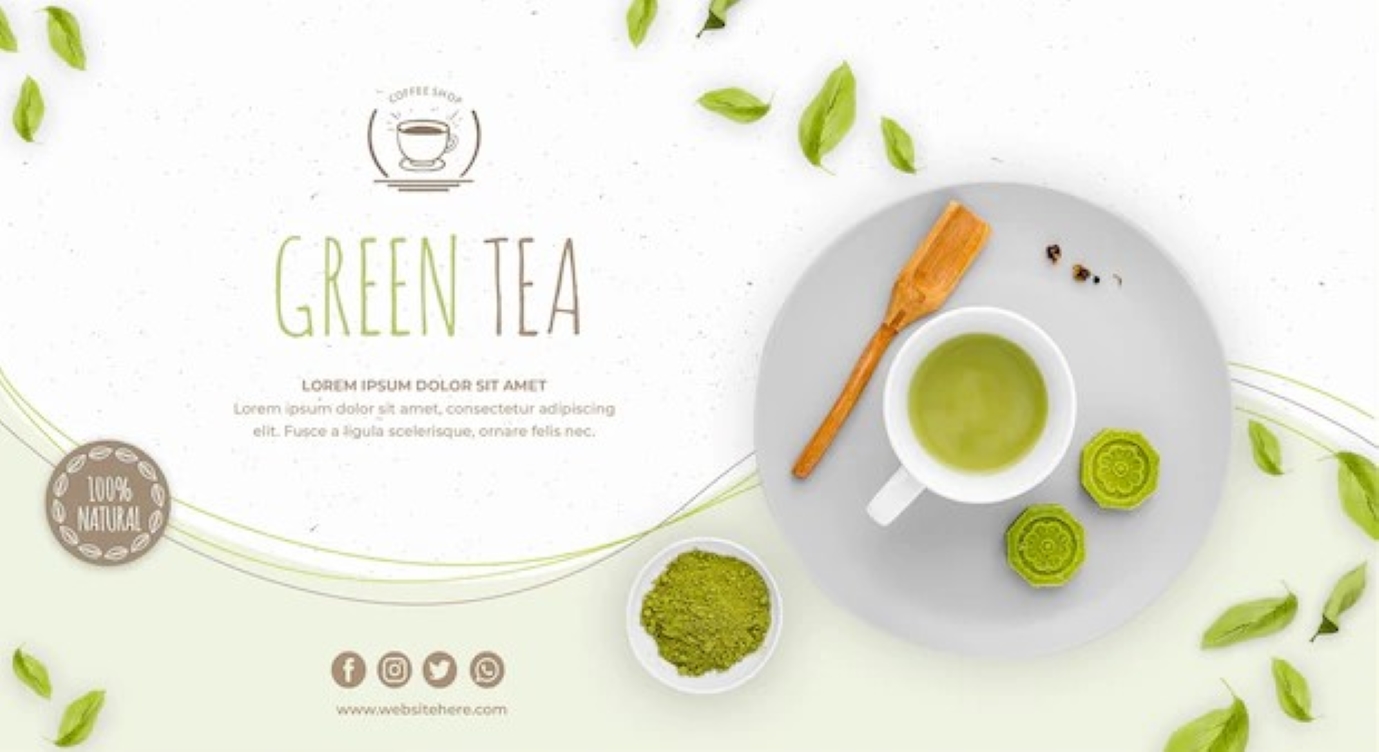 COFFEE SHOP
GREEN TEA
LOREM IPSUM DOLOR SIT AMET
Lorem ipsum dolor sit amet, consectetur adipiscing
elit. Fusce a ligula scelerisque, ornare felis nec.
100%
NATURAL
www.websitehere.com